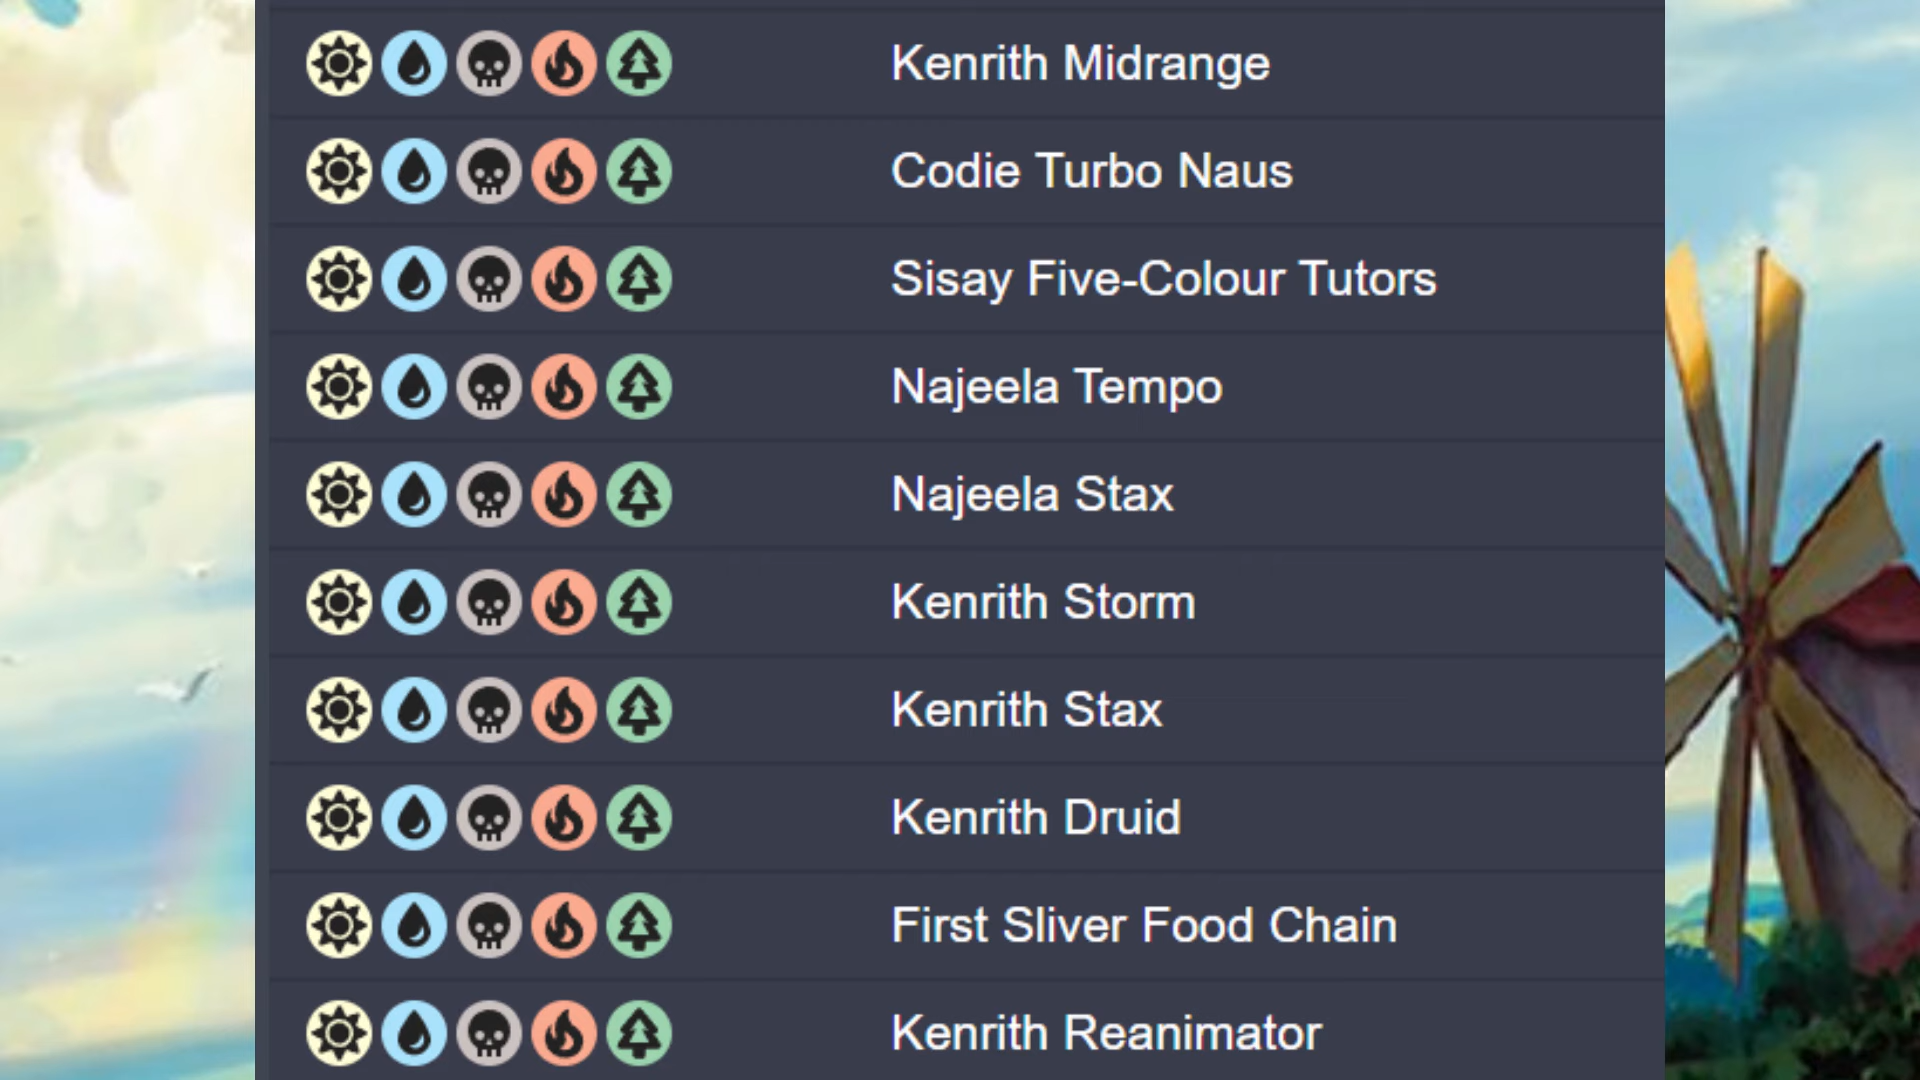 Kenrith Midrange
Codie Turbo Naus
Sisay Five-Colour Tutors
Najeela Tempo
Najeela Stax
Kenrith Storm
Kenrith Stax
Kenrith Druid
First Sliver Food Chain
Kenrith Reanimator